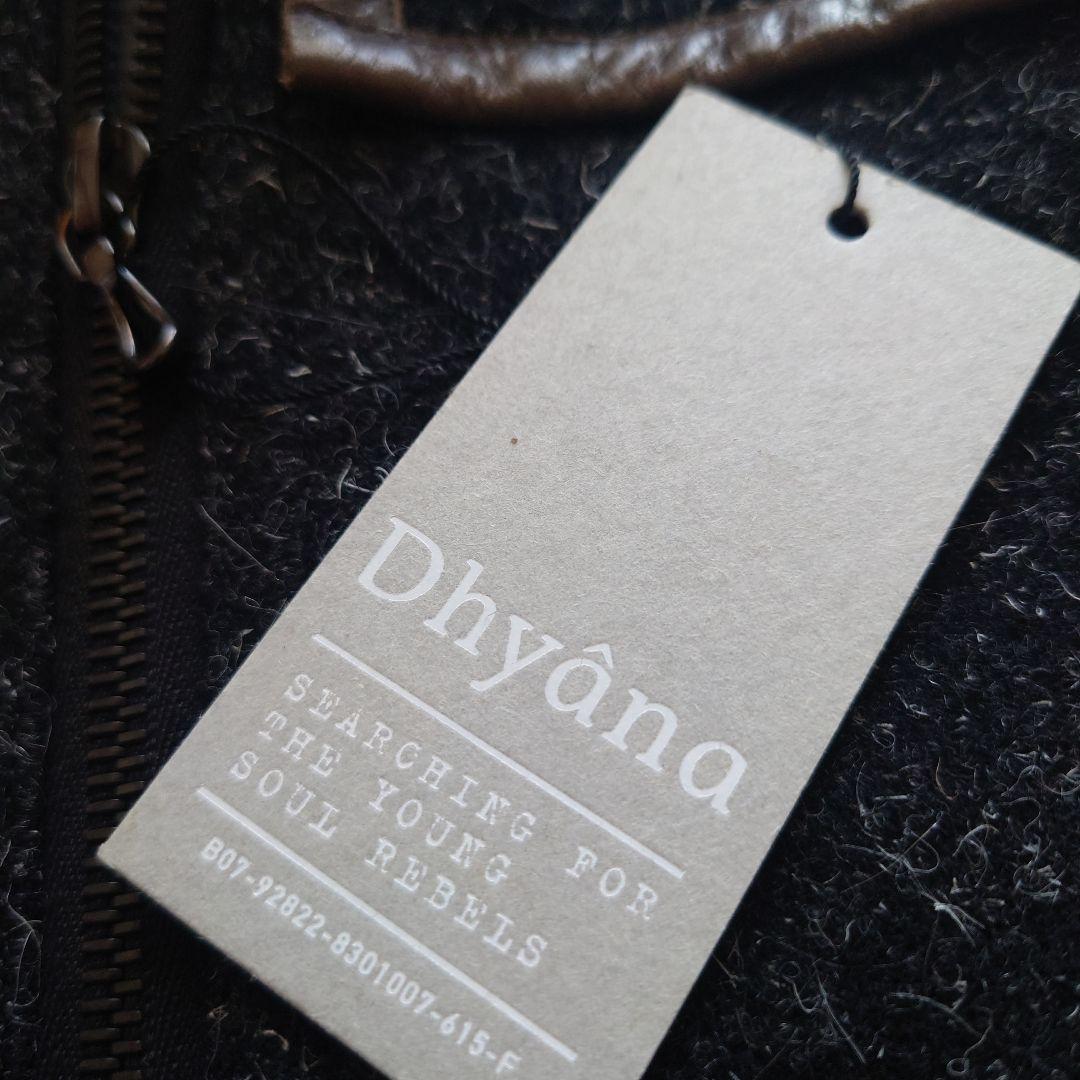 Dhyâna
SEARCHING FOR
THE YOUNG
SOUL REBELS
B07-92822-8301007-615-F